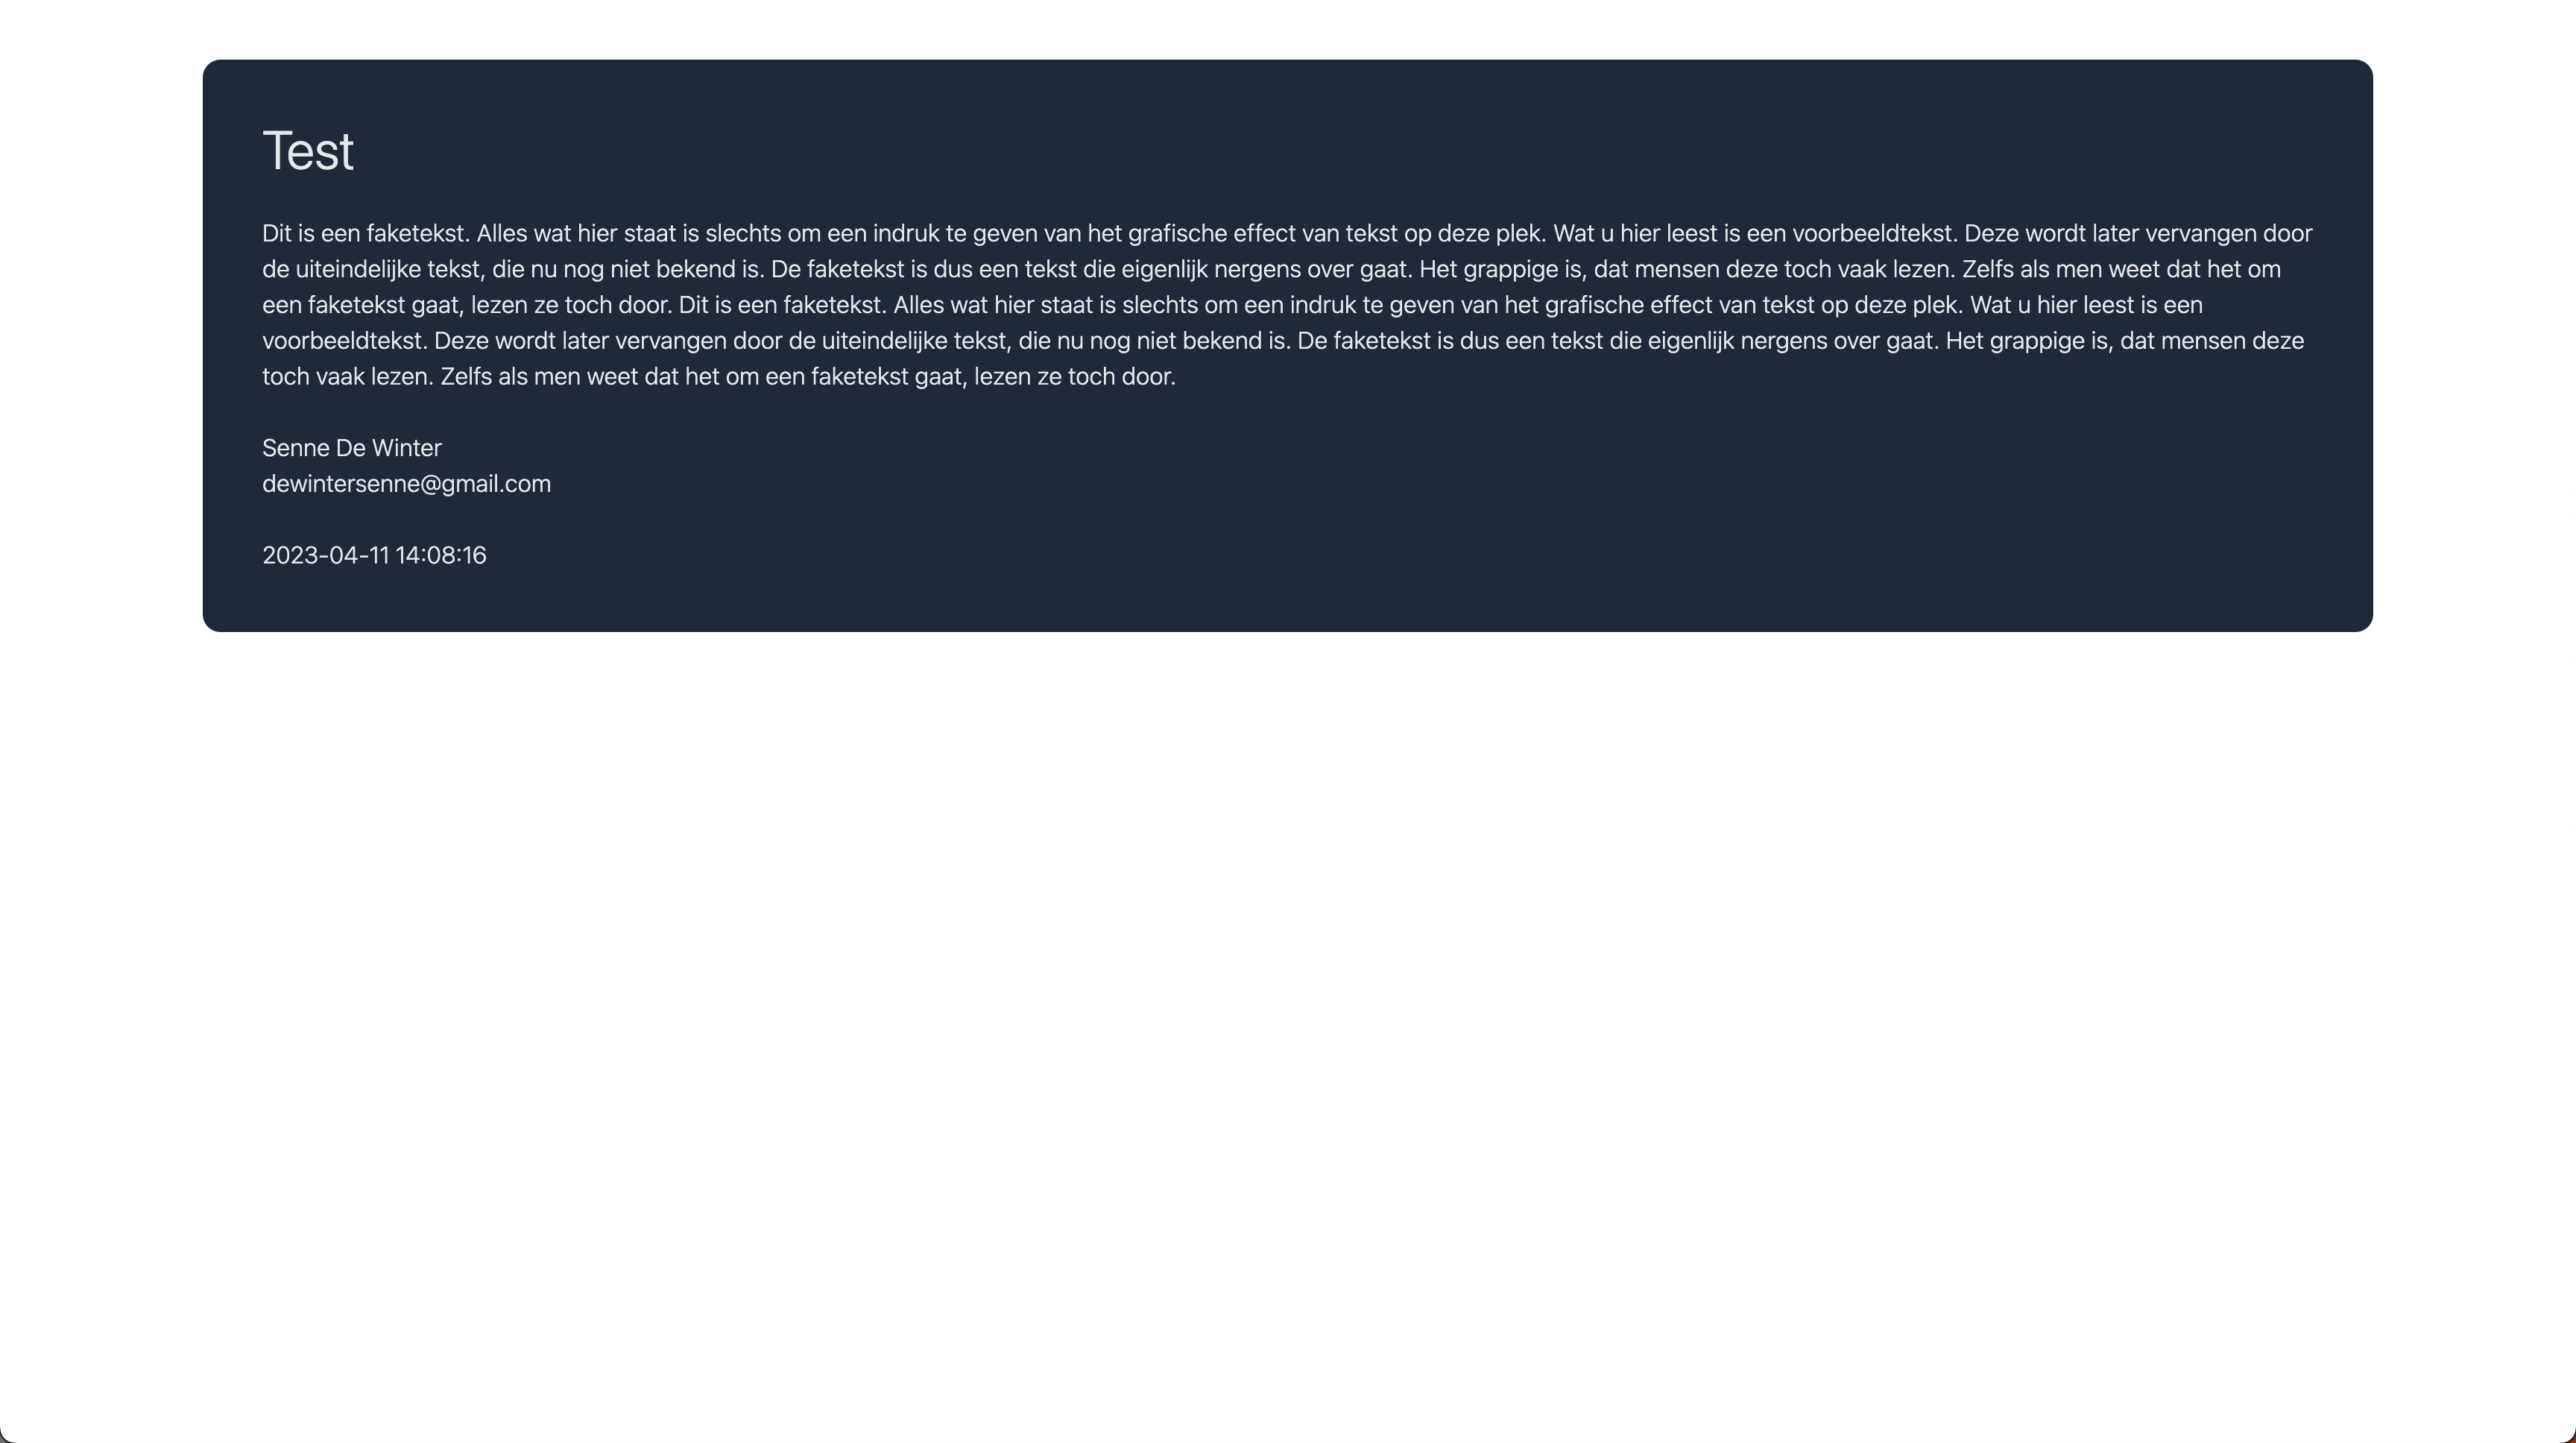 Test
Dit is een faketekst. Alles wat hier staat is slechts om een indruk te geven van het grafische effect van tekst op deze plek. Wat u hier leest is een voorbeeldtekst. Deze wordt later vervangen door
de uiteindelijke tekst, die nu nog niet bekend is. De faketekst is dus een tekst die eigenlijk nergens over gaat. Het grappige is, dat mensen deze toch vaak lezen. Zelfs als men weet dat het om
een faketekst gaat, lezen ze toch door. Dit is een faketekst. Alles wat hier staat is slechts om een indruk te geven van het grafische effect van tekst op deze plek. Wat u hier leest is een
voorbeeldtekst. Deze wordt later vervangen door de uiteindelijke tekst, die nu nog niet bekend is. De faketekst is dus een tekst die eigenlijk nergens over gaat. Het grappige is, dat mensen deze
toch vaak lezen. Zelfs als men weet dat het om een faketekst gaat, lezen ze toch door.
Senne De Winter
dewintersenne@gmail.com
2023-04-11 14:08:16